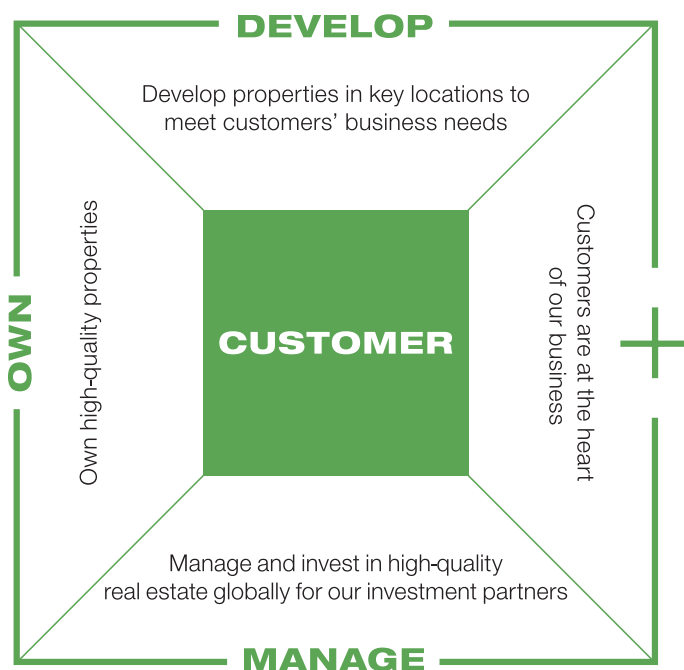 DEVELOP
Develop properties in key locations to
meet customers’ business needs
OWN
Own high-quality properties
CUSTOMER
Customers are at the heart
of our business
+
Manage and invest in high-quality
real estate globally for our investment partners
MANAGE